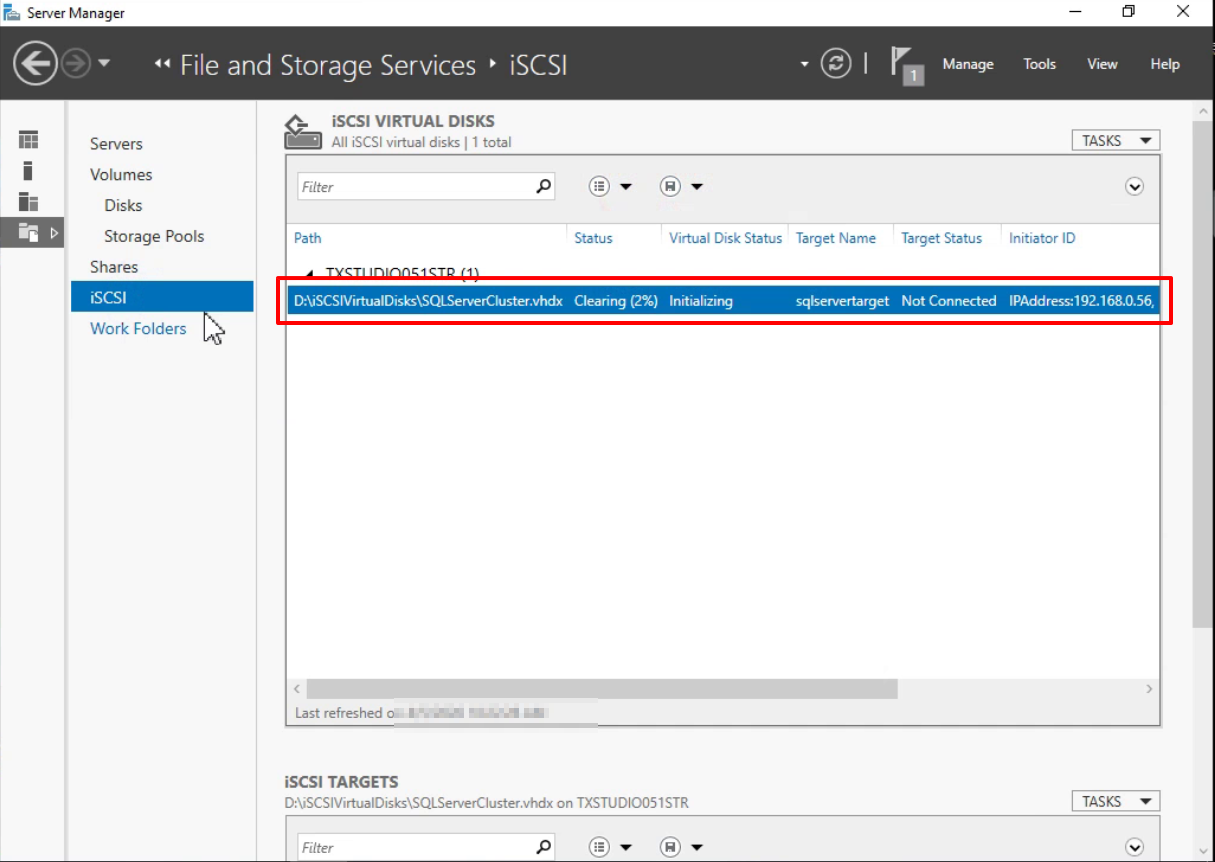 Server Manager
File and Storage Services iSCSI
1
Manage Tools View Help
Servers
Volumes
Disks
Storage Pools
Shares
iSCSI
Work Folders
iSCSI VIRTUAL DISKS
All iSCSI virtual disks | 1 total
TASKS
Filter
Path Status Virtual Disk Status Target Name Target Status Initiator ID
TXSTUDIO051STR (1)
D:\iSCSIVirtualDisks\SQLServerCluster.vhdx Clearing (2%) Initializing sqlservertarget Not Connected IPAddress:192.168.0.56,
Last refreshed
iSCSI TARGETS
D:\iSCSIVirtualDisks\SQLServerCluster.vhdx on TXSTUDIO051STR
TASKS
Filter